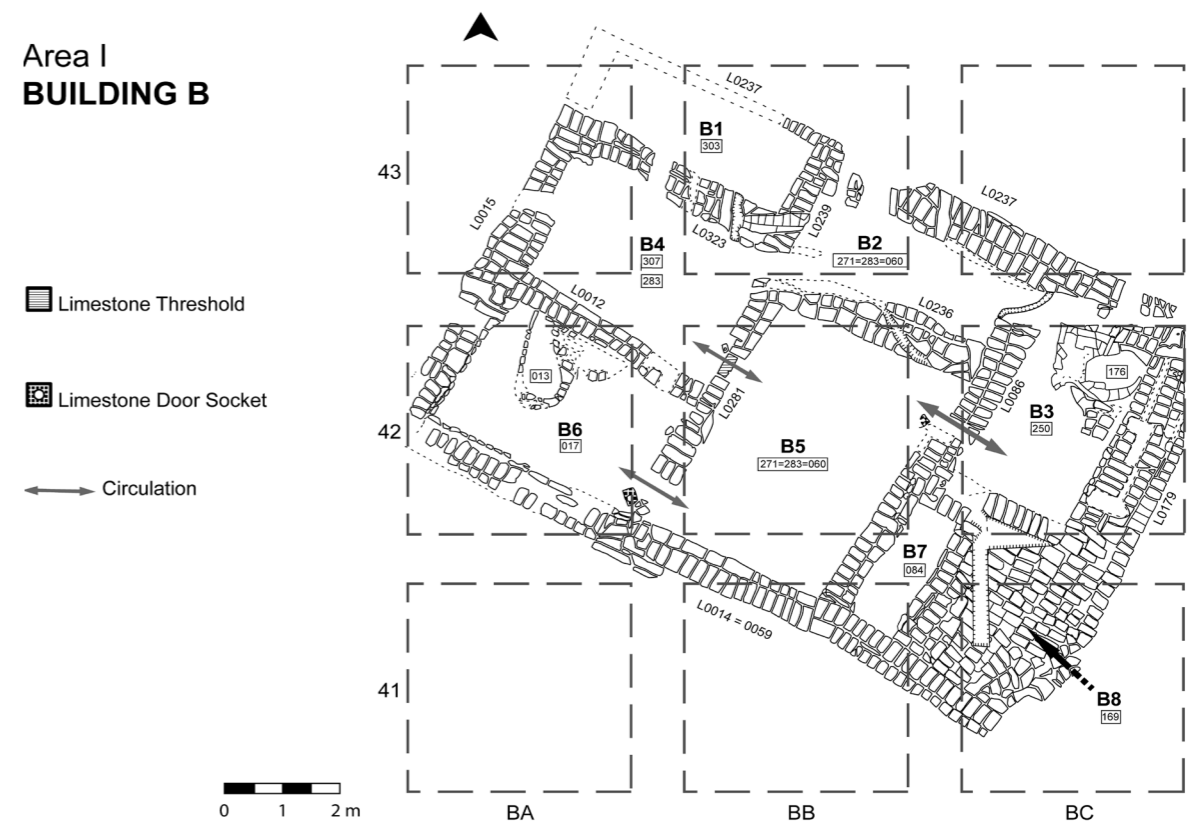 Area I
BUILDING B
Limestone Threshold
Limestone Door Socket
Circulation
0 1 2 m
43
42
41
BA
BB
BC
L0237
B1
303
L0239
L0237
L0015
L0323
B4
307
283
B2
271=283=060
L0012
L0236
013
B6
017
L0281
B5
271=283=060
L0086
B3
250
176
L0179
B7
084
L0014 = 0059
B8
169